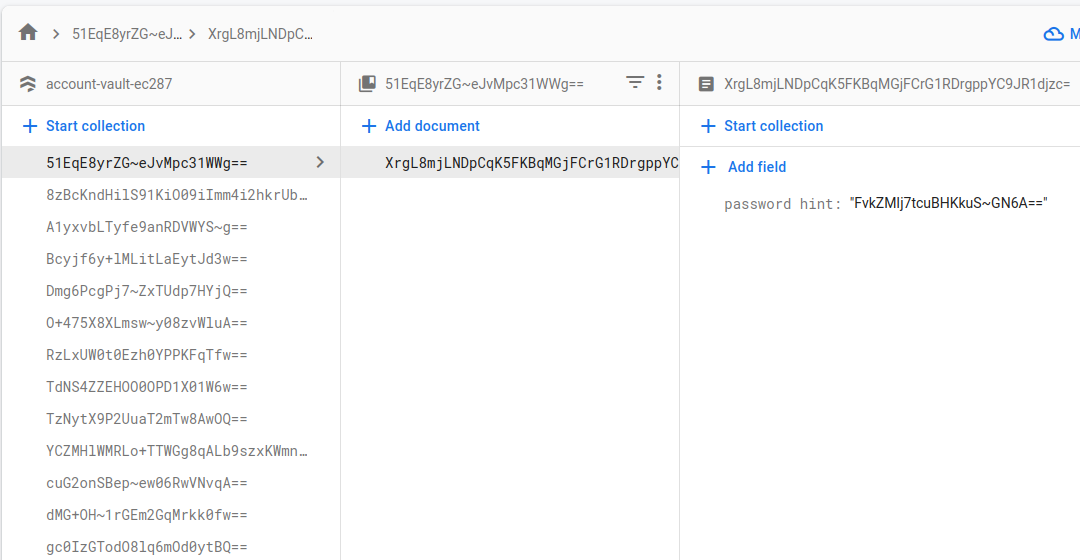 51EqE8yrZG~eJ… XrgL8mjLNDpC… M
account-vault-ec287
51EqE8yrZG~eJvMpc31WWg==
XrgL8mjLNDpCqK5FKBqMGjFCrG1RDrgppYC9JR1djzc=
Start collection
Add document
Start collection
51EqE8yrZG~eJvMpc31WWg==
XrgL8mjLNDpCqK5FKBqMGjFCrG1RDrgppYC
Add field
8zBcKndHilS91KiO09iImm4i2hkrUb…
password hint: "FvkZMIj7tcuBHKkuS~GN6A=="
A1yxvbLTyfe9anRDVWYS~g==
Bcyjf6y+lMLitLaEytJd3w==
Dmg6PcgPj7~ZxTUdp7HYjQ==
O+475X8XLmsw~y08zvWluA==
RzLxUW0t0Ezh0YPPKFqTfw==
TdNS4ZZEHOO0OPD1X01W6w==
TzNytX9P2UuaT2mTw8AwOQ==
YCZMHlWMRLo+TTWGg8qALb9szxKWmn…
cuG2onSBep~ew06RwVNvqA==
dMG+OH~1rGEm2GqMrkk0fw==
gc0IzGTodO8lq6mOd0ytBQ==